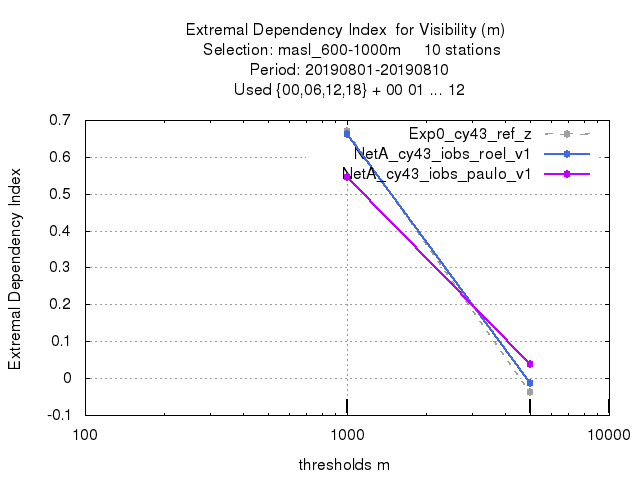 Extremal Dependency Index  for Visibility (m)
Selection: masl_600-1000m     10 stations
Period: 20190801-20190810
Used {00,06,12,18} + 00 01 ... 12
0.7
0.6
0.5
0.4
0.3
0.2
0.1
0
-0.1
Extremal Dependency Index
Exp0_cy43_ref_z
NetA_cy43_iobs_roel_v1
NetA_cy43_iobs_paulo_v1
100
1000
10000
thresholds m